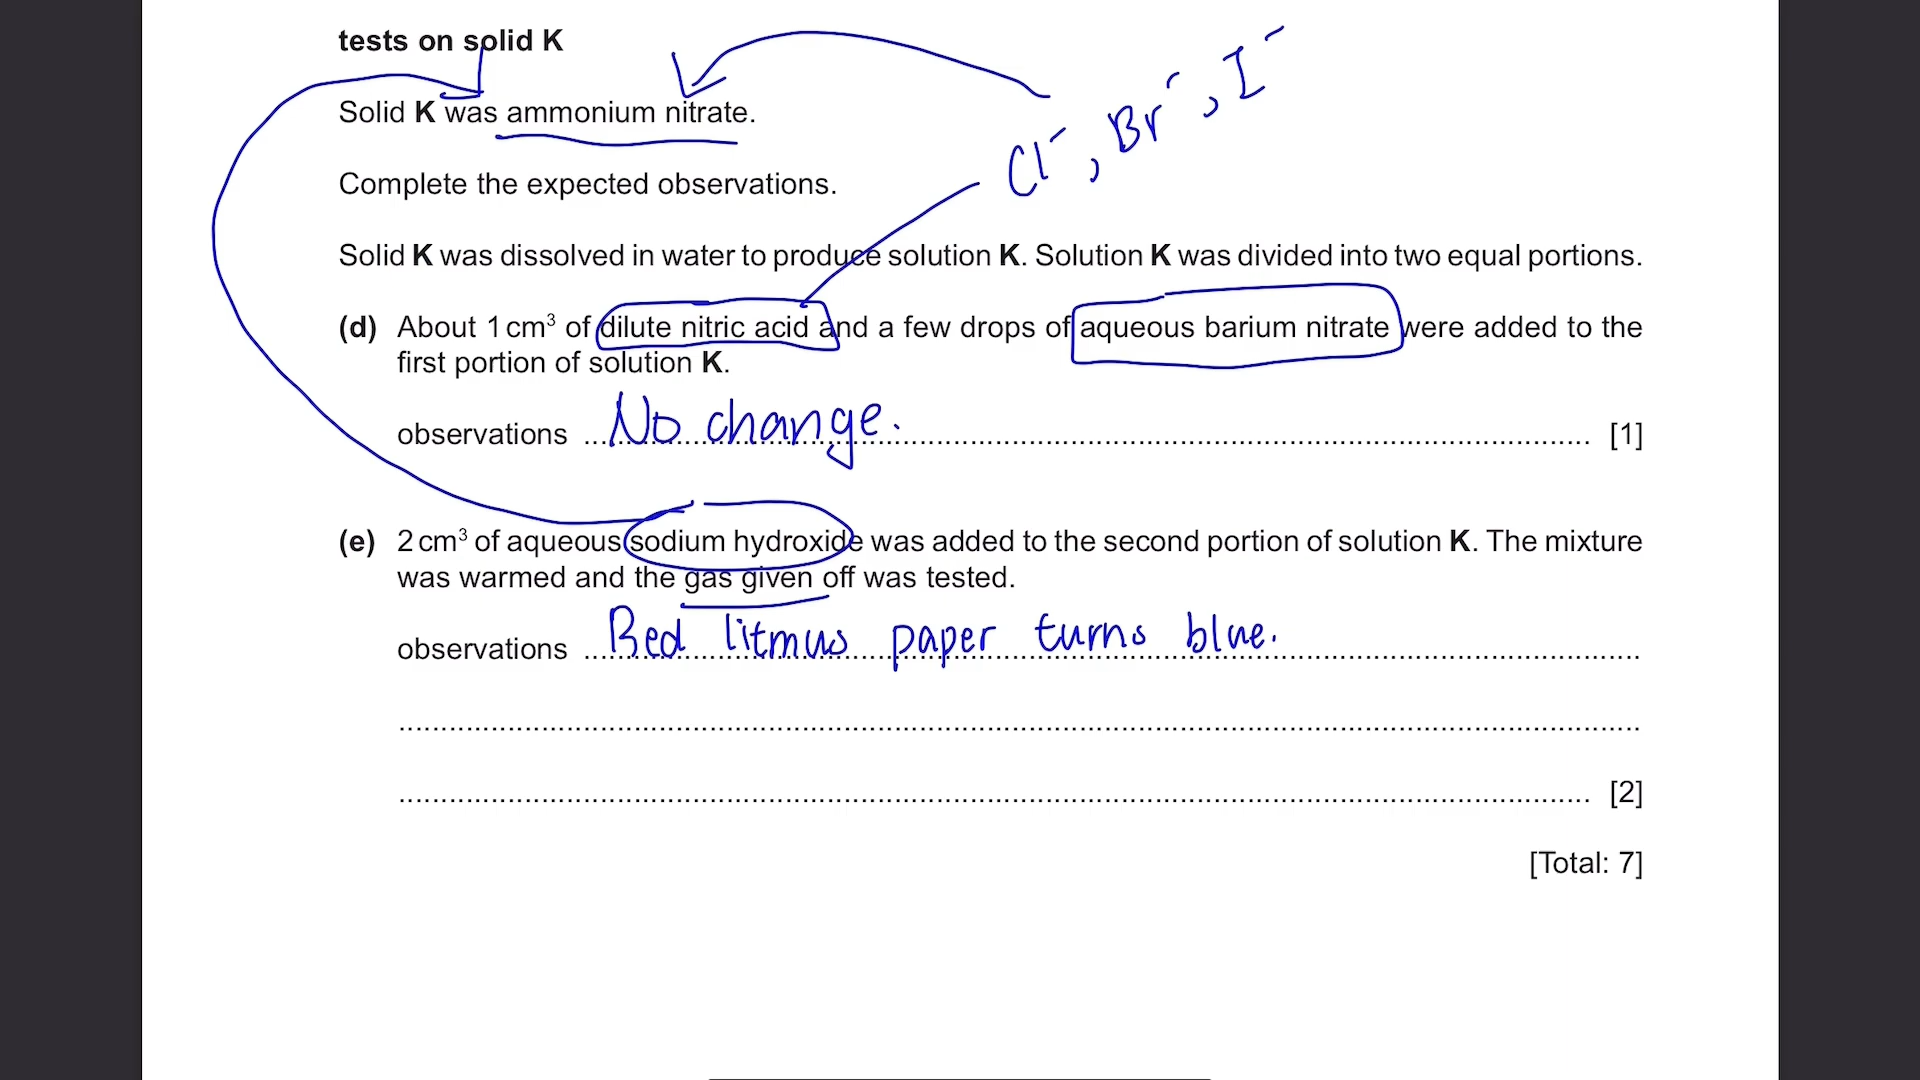 tests on solid K
Solid K was ammonium nitrate.
Cl⁻, Br⁻, I⁻
Complete the expected observations.
Solid K was dissolved in water to produce solution K. Solution K was divided into two equal portions.
(d) About 1 cm³ of dilute nitric acid and a few drops of aqueous barium nitrate were added to the
first portion of solution K.
observations No change. [1]
(e) 2 cm³ of aqueous sodium hydroxide was added to the second portion of solution K. The mixture
was warmed and the gas given off was tested.
observations Red litmus paper turns blue.
[2]
[Total: 7]